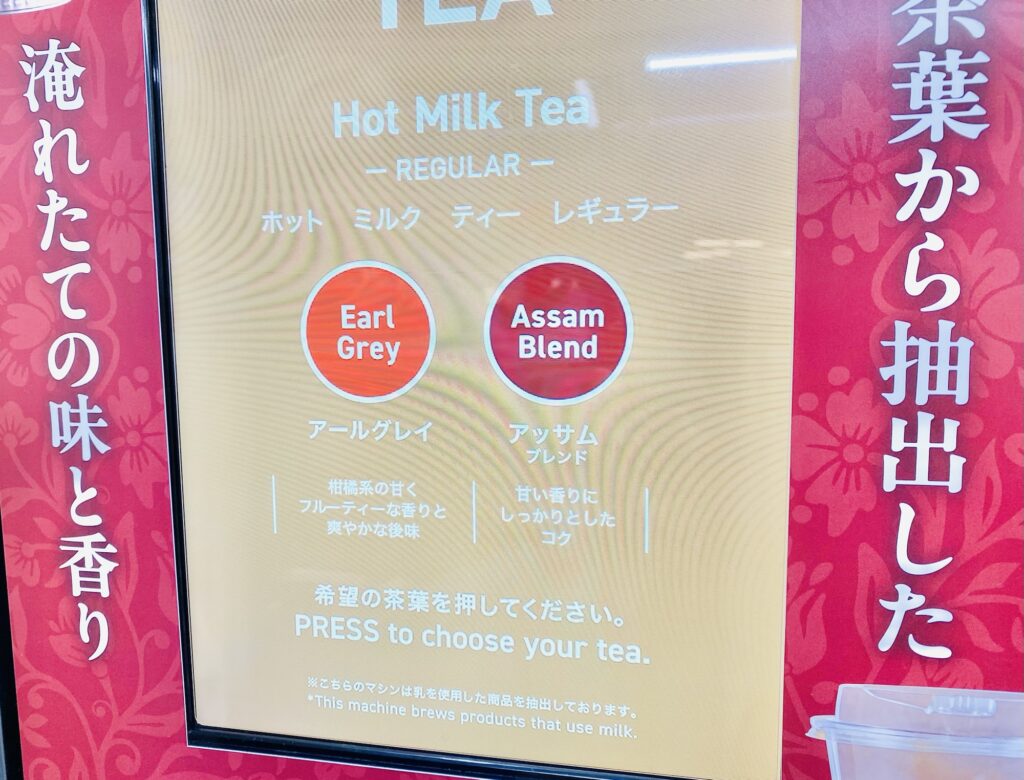 茶葉から抽出した
淹れたての味と香り
TEA
Hot Milk Tea
— REGULAR —
ホット ミルク ティー レギュラー
Earl
Grey
アールグレイ
柑橘系の甘く
フルーティーな香りと
爽やかな後味
Assam
Blend
アッサム
ブレンド
甘い香りに
しっかりとした
コク
希望の茶葉を押してください。
PRESS to choose your tea.
※こちらのマシンは乳を使用した商品を抽出しております。
*This machine brews products that use milk.